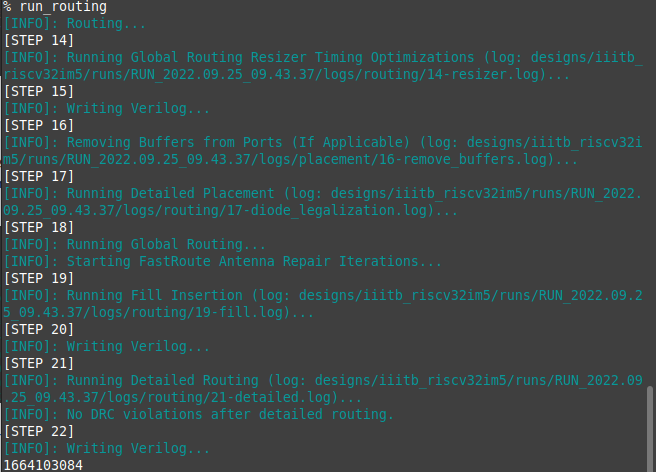 % run_routing
[INFO]: Routing...
[STEP 14]
[INFO]: Running Global Routing Resizer Timing Optimizations (log: designs/iiitb_
riscv32im5/runs/RUN_2022.09.25_09.43.37/logs/routing/14-resizer.log)...
[STEP 15]
[INFO]: Writing Verilog...
[STEP 16]
[INFO]: Removing Buffers from Ports (If Applicable) (log: designs/iiitb_riscv32i
m5/runs/RUN_2022.09.25_09.43.37/logs/placement/16-remove_buffers.log)...
[STEP 17]
[INFO]: Running Detailed Placement (log: designs/iiitb_riscv32im5/runs/RUN_2022.
09.25_09.43.37/logs/routing/17-diode_legalization.log)...
[STEP 18]
[INFO]: Running Global Routing...
[INFO]: Starting FastRoute Antenna Repair Iterations...
[STEP 19]
[INFO]: Running Fill Insertion (log: designs/iiitb_riscv32im5/runs/RUN_2022.09.2
5_09.43.37/logs/routing/19-fill.log)...
[STEP 20]
[INFO]: Writing Verilog...
[STEP 21]
[INFO]: Running Detailed Routing (log: designs/iiitb_riscv32im5/runs/RUN_2022.09
.25_09.43.37/logs/routing/21-detailed.log)...
[INFO]: No DRC violations after detailed routing.
[STEP 22]
[INFO]: Writing Verilog...
1664103084